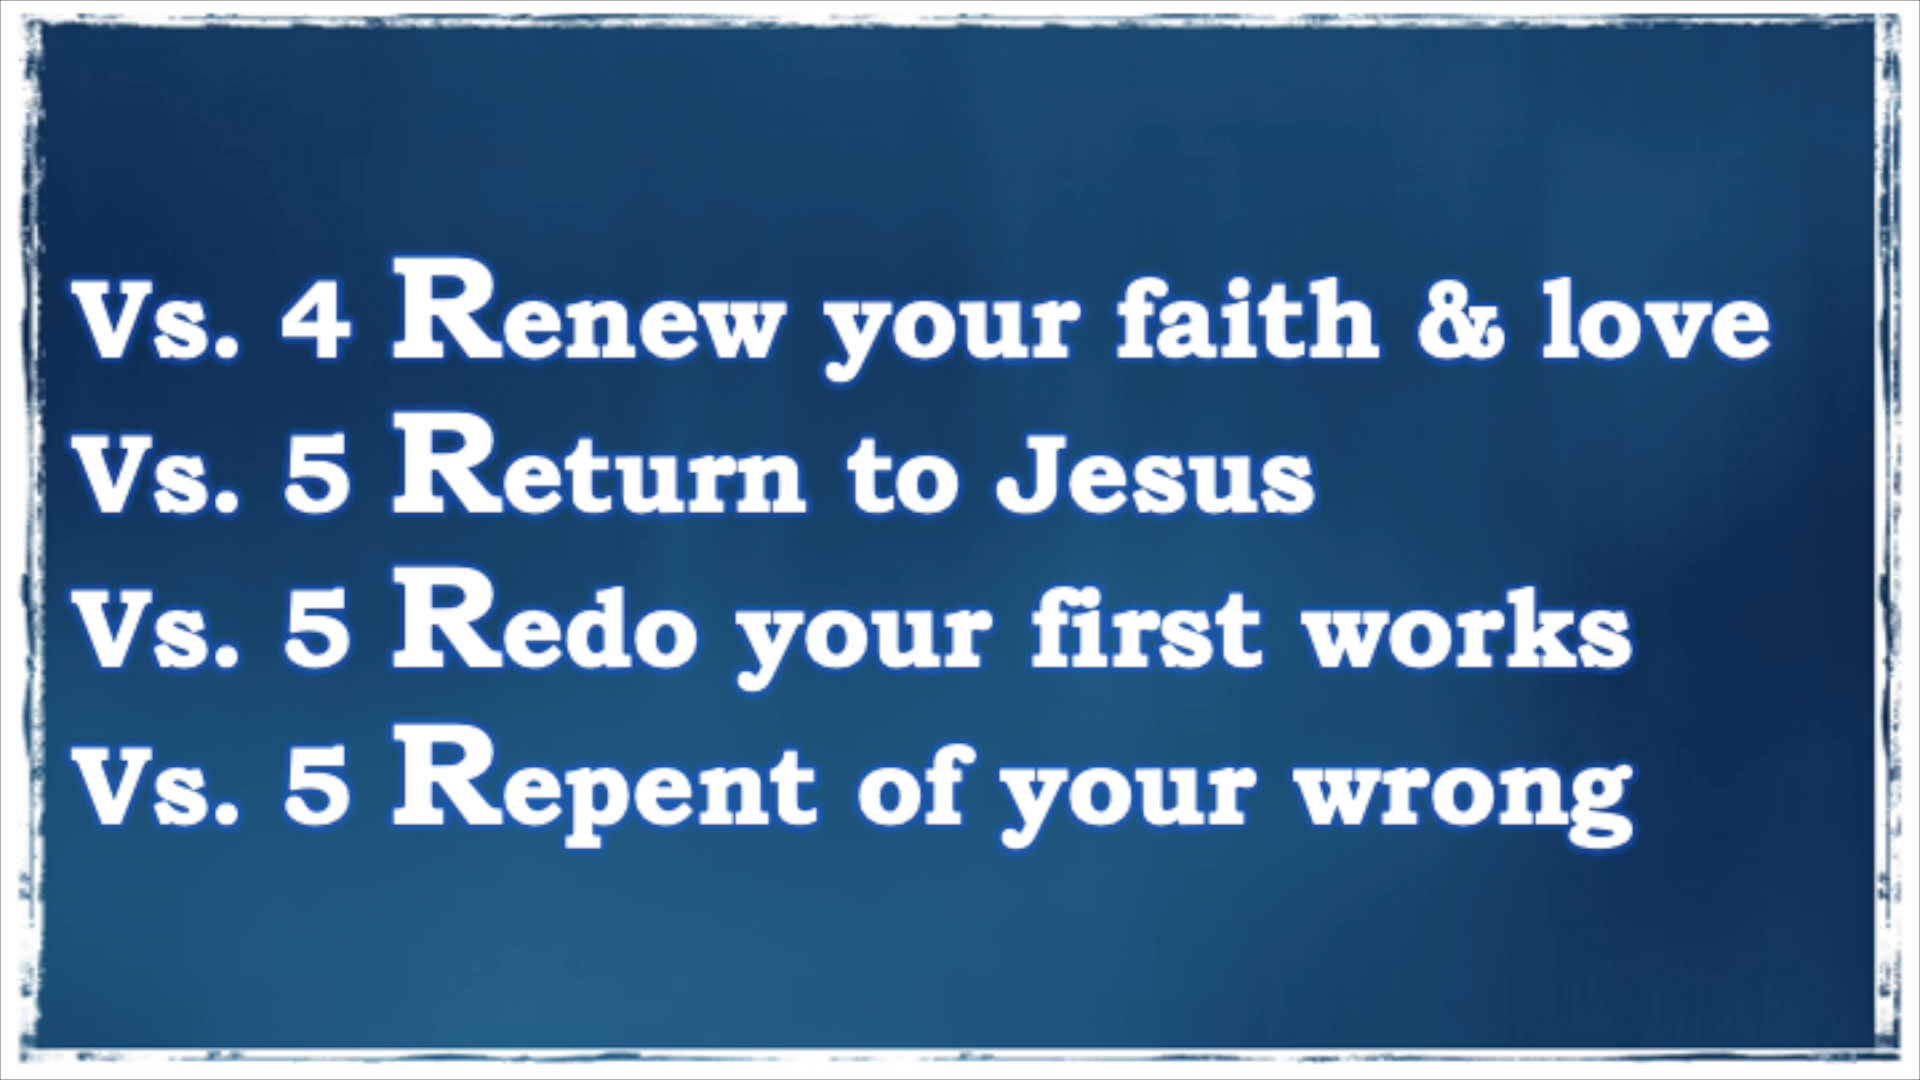 Vs. 4 Renew your faith & love
Vs. 5 Return to Jesus
Vs. 5 Redo your first works
Vs. 5 Repent of your wrong